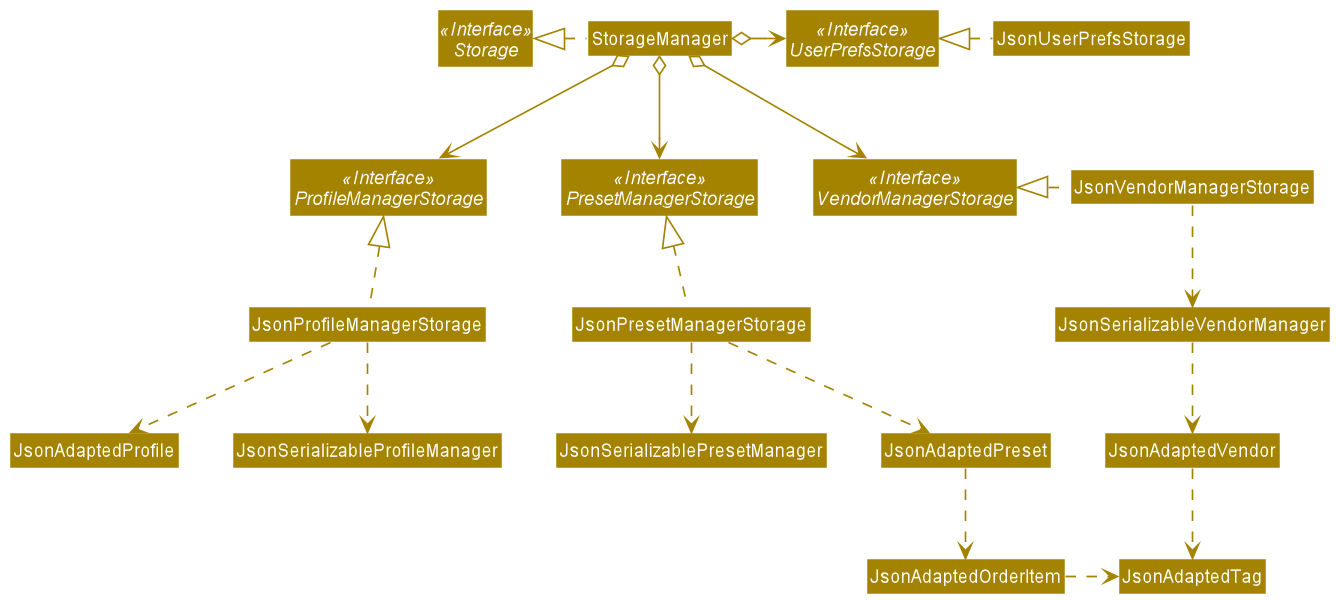 «Interface»
Storage
StorageManager
«Interface»
UserPrefsStorage
JsonUserPrefsStorage
«Interface»
ProfileManagerStorage
«Interface»
PresetManagerStorage
«Interface»
VendorManagerStorage
JsonVendorManagerStorage
JsonProfileManagerStorage
JsonPresetManagerStorage
JsonSerializableVendorManager
JsonAdaptedProfile
JsonSerializableProfileManager
JsonSerializablePresetManager
JsonAdaptedPreset
JsonAdaptedVendor
JsonAdaptedOrderItem
JsonAdaptedTag